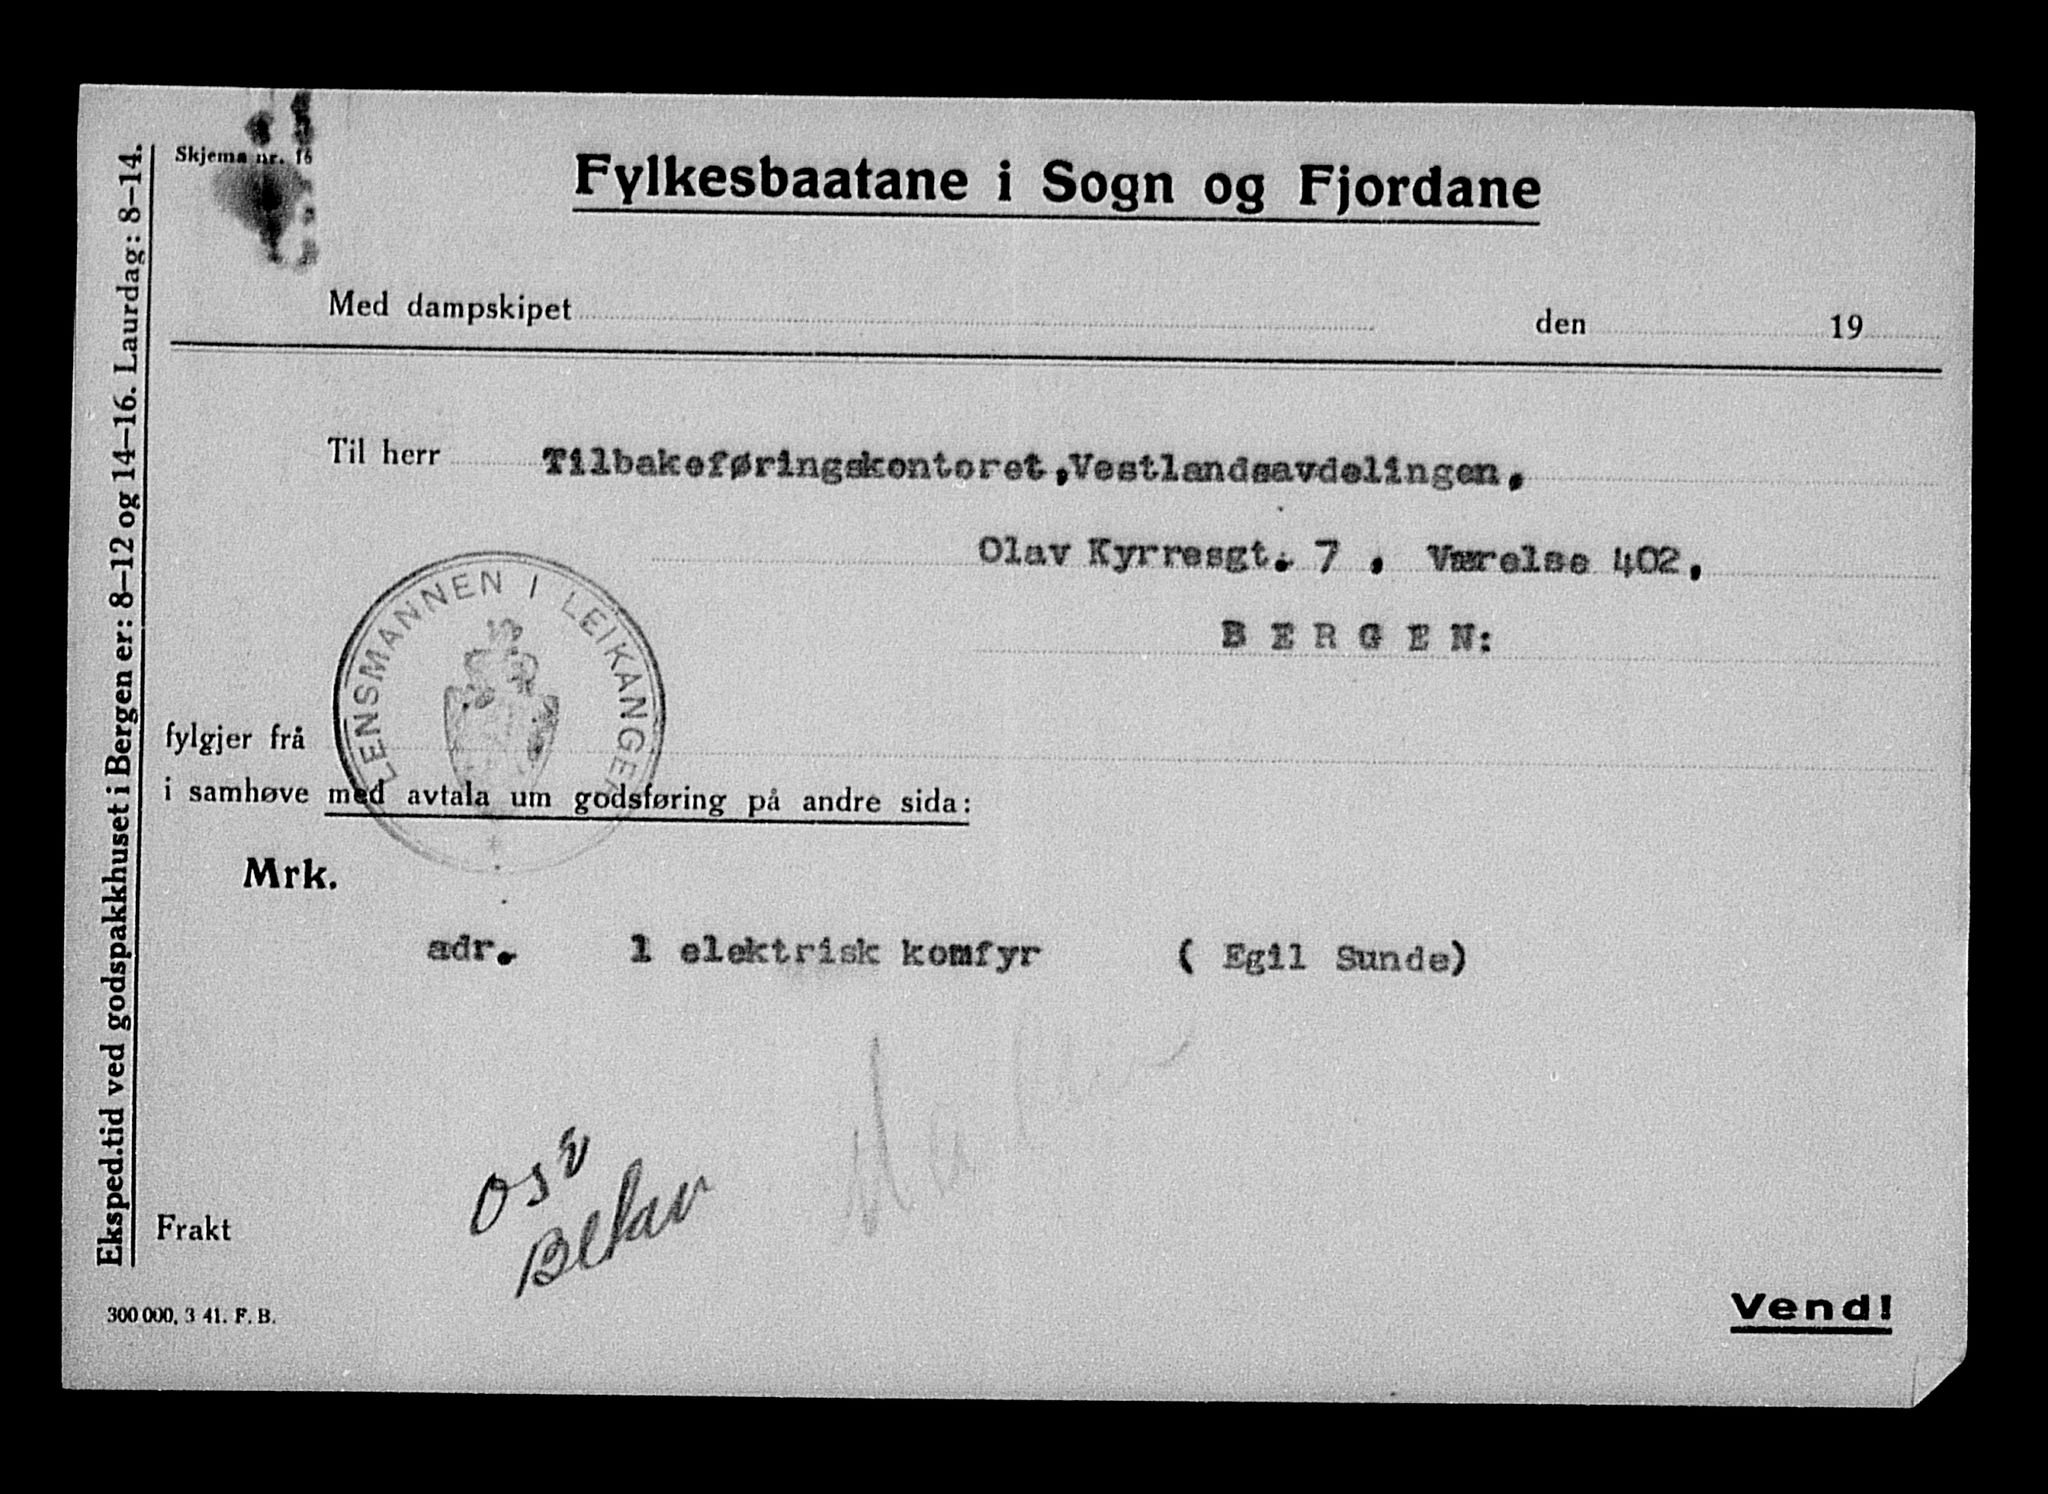 Eksped.tid ved godspakkhuset i Bergen er: 8–12 og 14–16. Laurdag: 8–14.
Skjema nr. 16
Fylkesbaatane i Sogn og Fjordane
Med dampskipet den 19
Til herr Tilbakeføringskontoret, Vestlandsavdelingen.
Olav Kyrresgt. 7 . Værelse 402.
BERGEN:
LENSMANNEN I LEIKANGER
fylgjer frå
i samhøve med avtala um godsføring på andre sida:
Mrk.
adr. 1 elektrisk komfyr ( Egil Sunde)
Frakt
300 000, 3 41. F. B.
Vend!